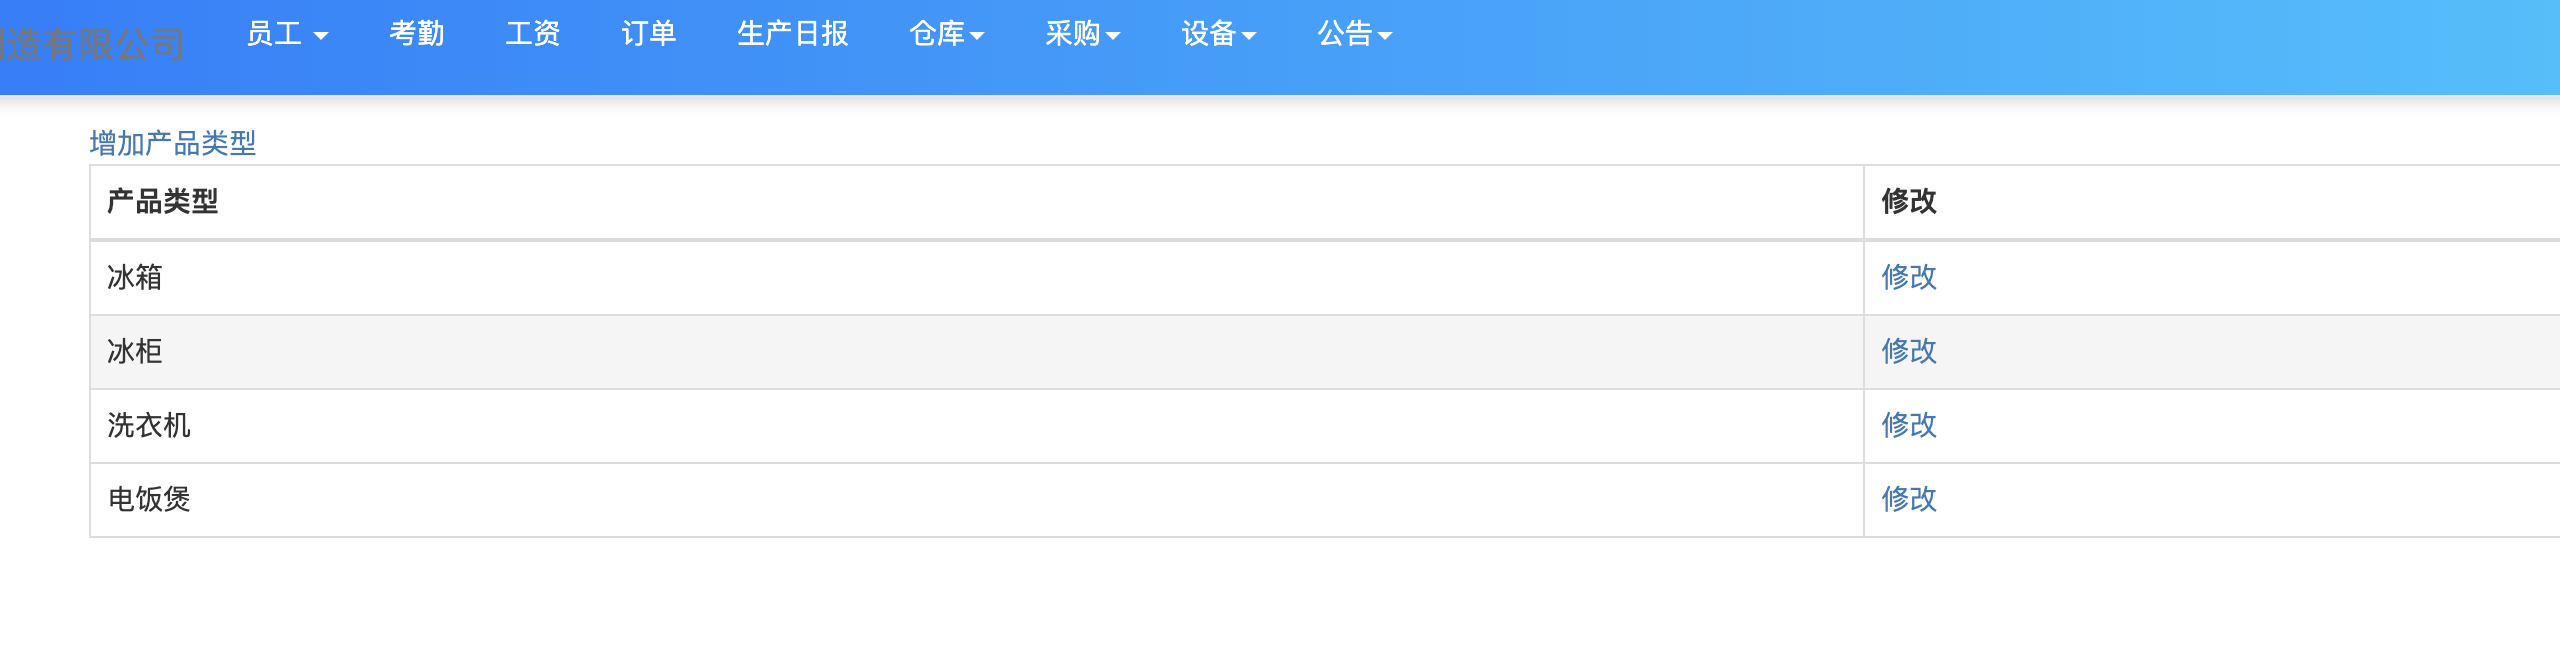 造有限公司 员工 考勤 工资 订单 生产日报 仓库 采购 设备 公告
增加产品类型
产品类型 修改
冰箱 修改
冰柜 修改
洗衣机 修改
电饭煲 修改